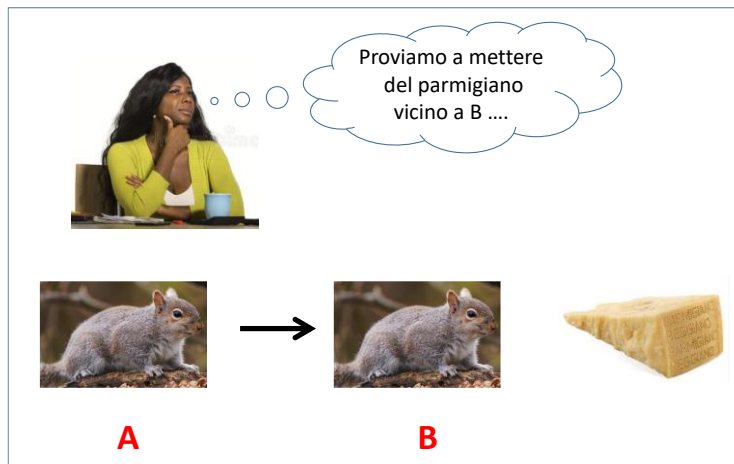 Proviamo a mettere
del parmigiano
vicino a B ....
A
B